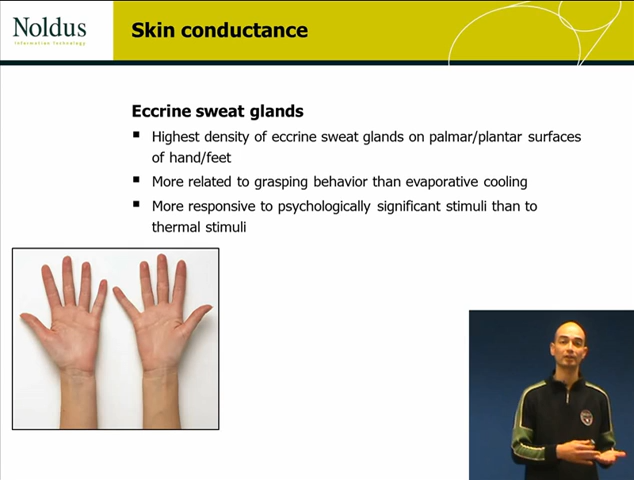 Noldus
Information Technology
Skin conductance
Eccrine sweat glands
Highest density of eccrine sweat glands on palmar/plantar surfaces
of hand/feet
More related to grasping behavior than evaporative cooling
More responsive to psychologically significant stimuli than to
thermal stimuli